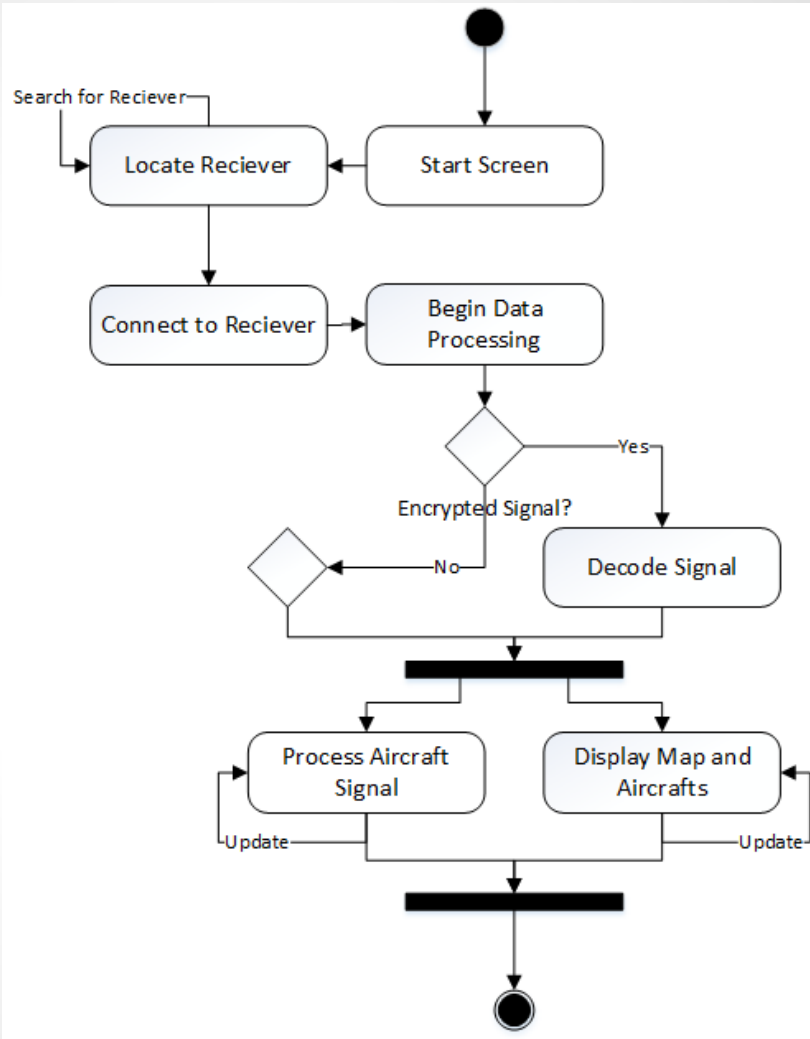 Search for Reciever
Locate Reciever
Start Screen
Connect to Reciever
Begin Data
Processing
Yes
Encrypted Signal?
No
Decode Signal
Process Aircraft
Signal
Display Map and
Aircrafts
Update
Update